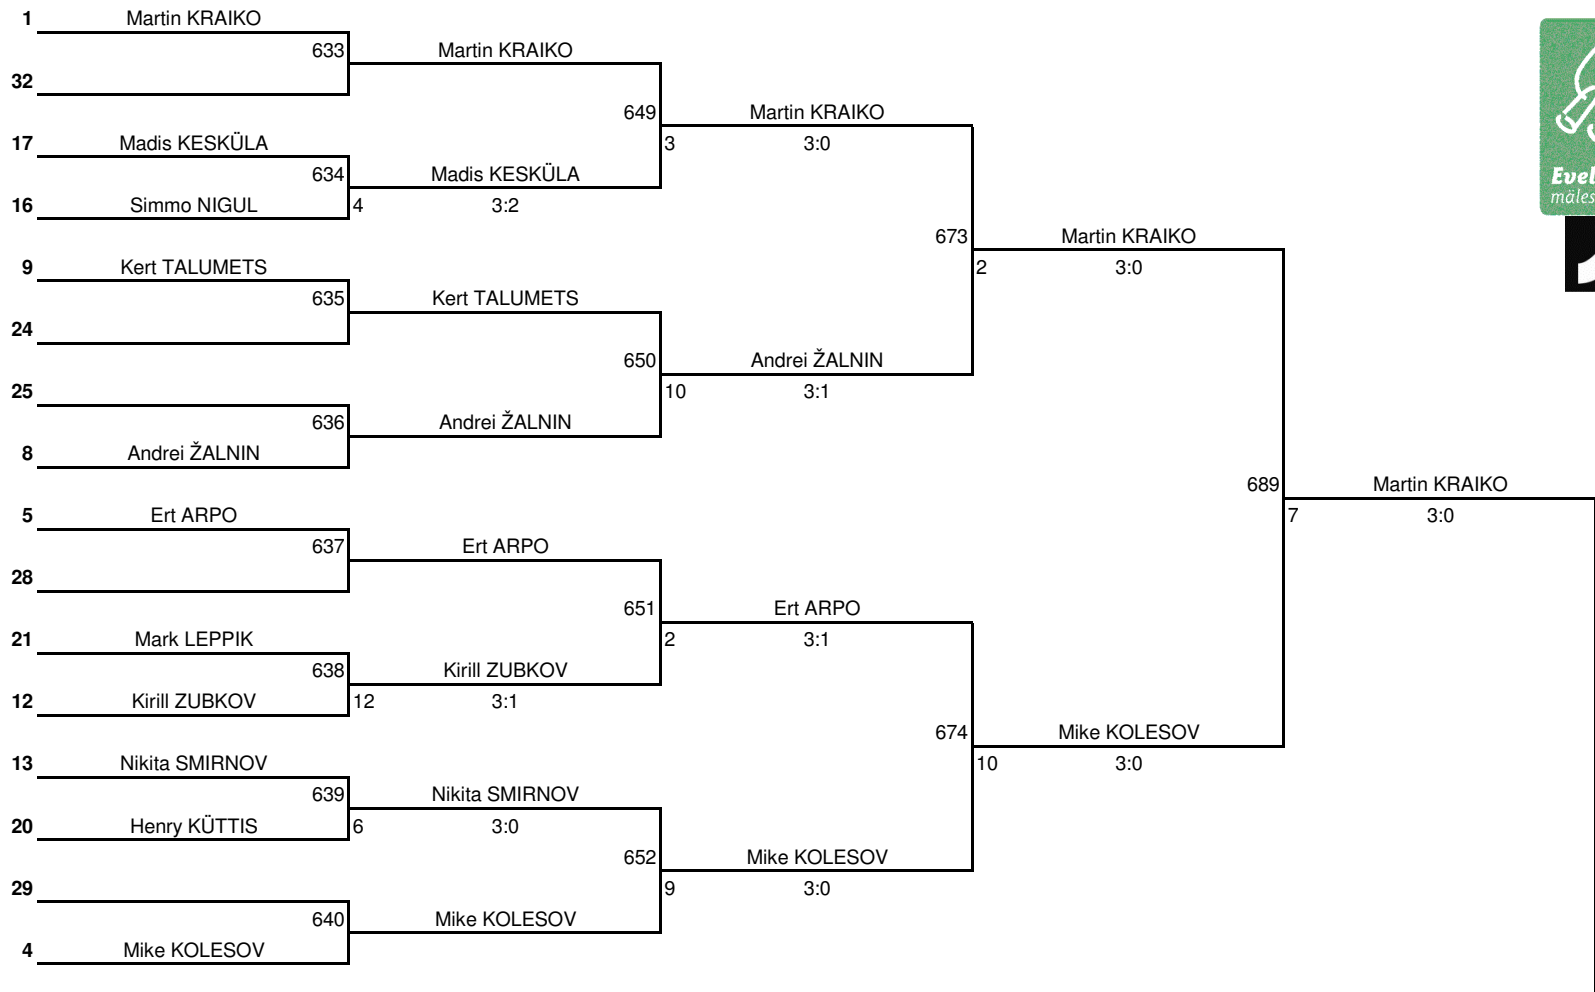 1 Martin KRAIKO
633 Martin KRAIKO
32
649 Martin KRAIKO
17 Madis KESKÜLA
3 3:0
634 Madis KESKÜLA
16 Simmo NIGUL
4 3:2
673 Martin KRAIKO
9 Kert TALUMETS
2 3:0
635 Kert TALUMETS
24
650 Andrei ŽALNIN
25
10 3:1
636 Andrei ŽALNIN
8 Andrei ŽALNIN
689 Martin KRAIKO
5 Ert ARPO
7 3:0
637 Ert ARPO
28
651 Ert ARPO
21 Mark LEPPIK
2 3:1
638 Kirill ZUBKOV
12 Kirill ZUBKOV
12 3:1
674 Mike KOLESOV
13 Nikita SMIRNOV
10 3:0
639 Nikita SMIRNOV
20 Henry KÜTTIS
6 3:0
652 Mike KOLESOV
29
9 3:0
640 Mike KOLESOV
4 Mike KOLESOV
Evel
mäles